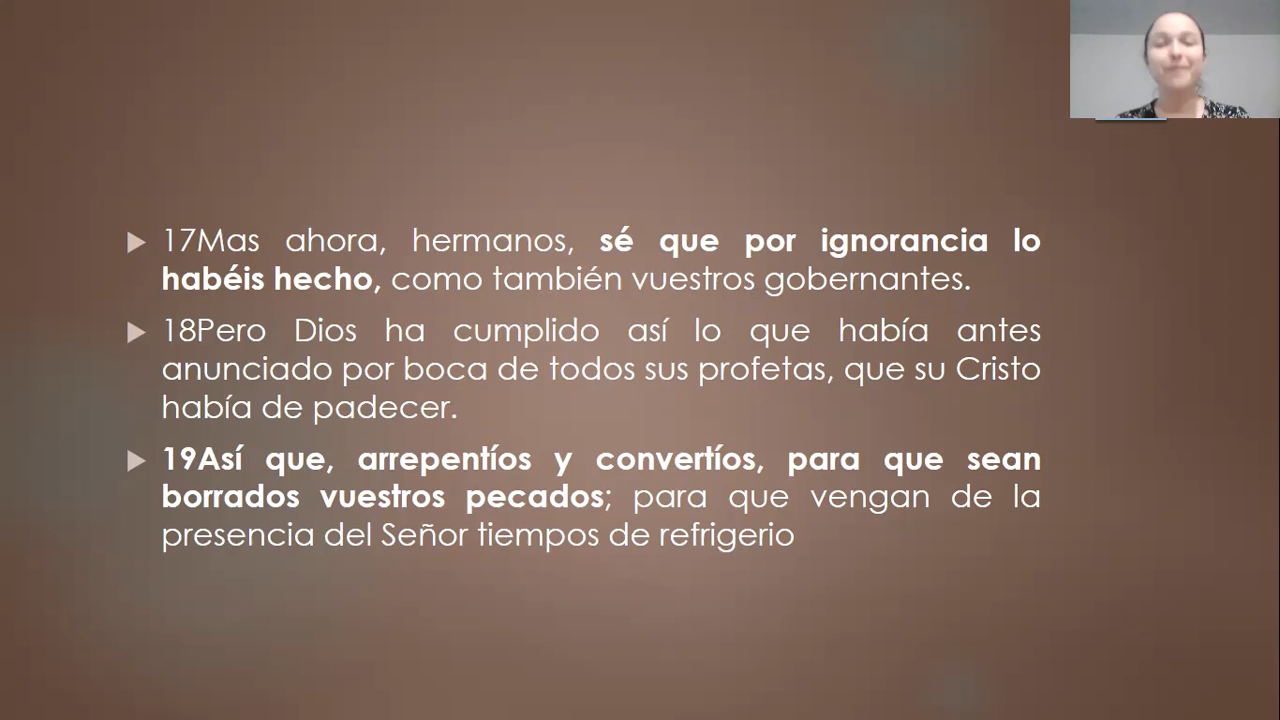 17Mas ahora, hermanos, sé que por ignorancia lo
habéis hecho, como también vuestros gobernantes.
18Pero Dios ha cumplido así lo que había antes
anunciado por boca de todos sus profetas, que su Cristo
había de padecer.
19Así que, arrepentíos y convertíos, para que sean
borrados vuestros pecados; para que vengan de la
presencia del Señor tiempos de refrigerio